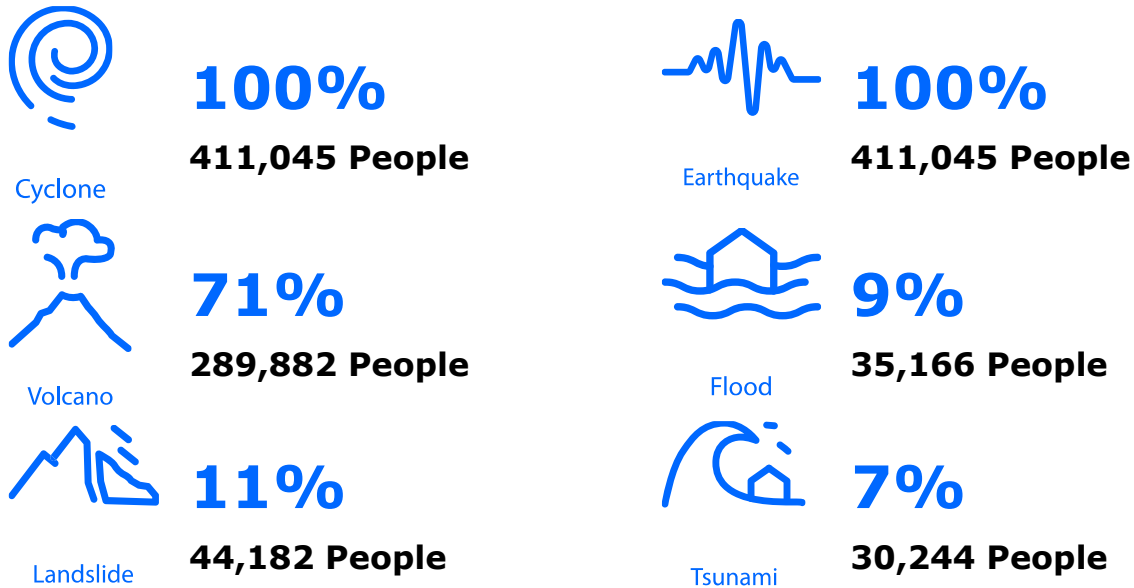 100%
411,045 People
Cyclone
100%
411,045 People
Earthquake
71%
289,882 People
Volcano
9%
35,166 People
Flood
11%
44,182 People
Landslide
7%
30,244 People
Tsunami